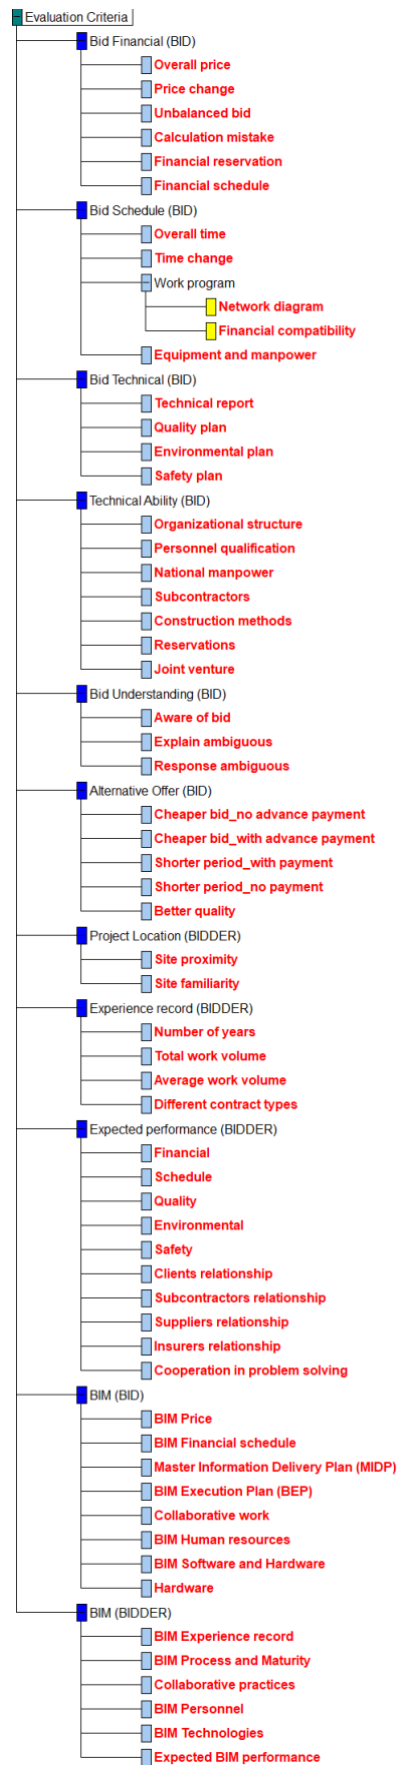 Evaluation Criteria
Bid Financial (BID)
Overall price
Price change
Unbalanced bid
Calculation mistake
Financial reservation
Financial schedule
Bid Schedule (BID)
Overall time
Time change
Work program
Network diagram
Financial compatibility
Equipment and manpower
Bid Technical (BID)
Technical report
Quality plan
Environmental plan
Safety plan
Technical Ability (BID)
Organizational structure
Personnel qualification
National manpower
Subcontractors
Construction methods
Reservations
Joint venture
Bid Understanding (BID)
Aware of bid
Explain ambiguous
Response ambiguous
Alternative Offer (BID)
Cheaper bid_no advance payment
Cheaper bid_with advance payment
Shorter period_with payment
Shorter period_no payment
Better quality
Project Location (BIDDER)
Site proximity
Site familiarity
Experience record (BIDDER)
Number of years
Total work volume
Average work volume
Different contract types
Expected performance (BIDDER)
Financial
Schedule
Quality
Environmental
Safety
Clients relationship
Subcontractors relationship
Suppliers relationship
Insurers relationship
Cooperation in problem solving
BIM (BID)
BIM Price
BIM Financial schedule
Master Information Delivery Plan (MIDP)
BIM Execution Plan (BEP)
Collaborative work
BIM Human resources
BIM Software and Hardware
Hardware
BIM (BIDDER)
BIM Experience record
BIM Process and Maturity
Collaborative practices
BIM Personnel
BIM Technologies
Expected BIM performance